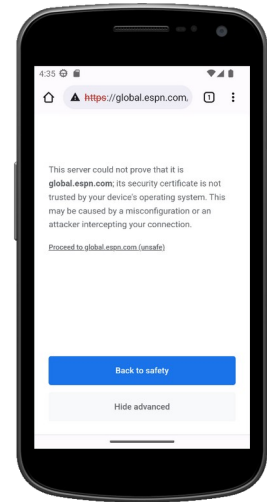 4:35
https://global.espn.com.
1
This server could not prove that it is
global.espn.com; its security certificate is not
trusted by your device's operating system. This
may be caused by a misconfiguration or an
attacker intercepting your connection.
Proceed to global.espn.com (unsafe)
Back to safety
Hide advanced